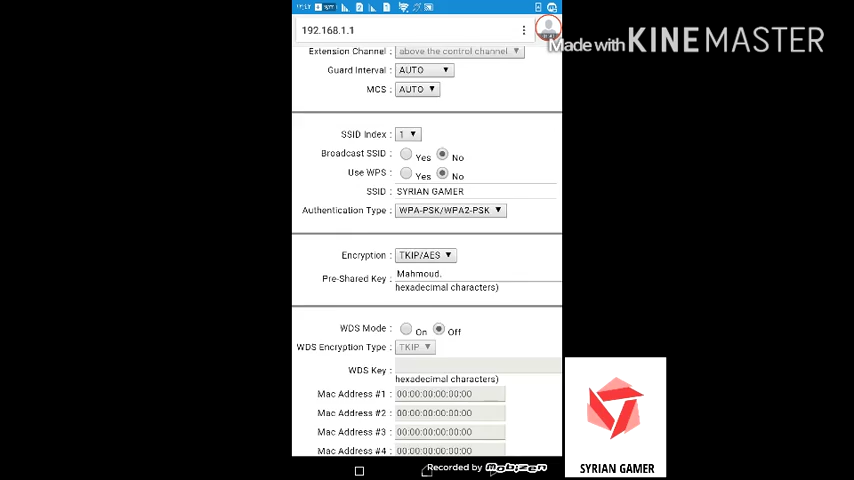 192.168.1.1
Made with KINEMASTER
Extension Channel : above the control channel
Guard Interval : AUTO
MCS : AUTO
SSID Index : 1
Broadcast SSID : Yes No
Use WPS : Yes No
SSID : SYRIAN GAMER
Authentication Type : WPA-PSK/WPA2-PSK
Encryption : TKIP/AES
Pre-Shared Key : Mahmoud.
hexadecimal characters)
WDS Mode : On Off
WDS Encryption Type : TKIP
WDS Key :
hexadecimal characters)
Mac Address #1 : 00:00:00:00:00:00
Mac Address #2 : 00:00:00:00:00:00
Mac Address #3 : 00:00:00:00:00:00
Mac Address #4 : 00:00:00:00:00:00
Recorded by Mobizen
SYRIAN GAMER